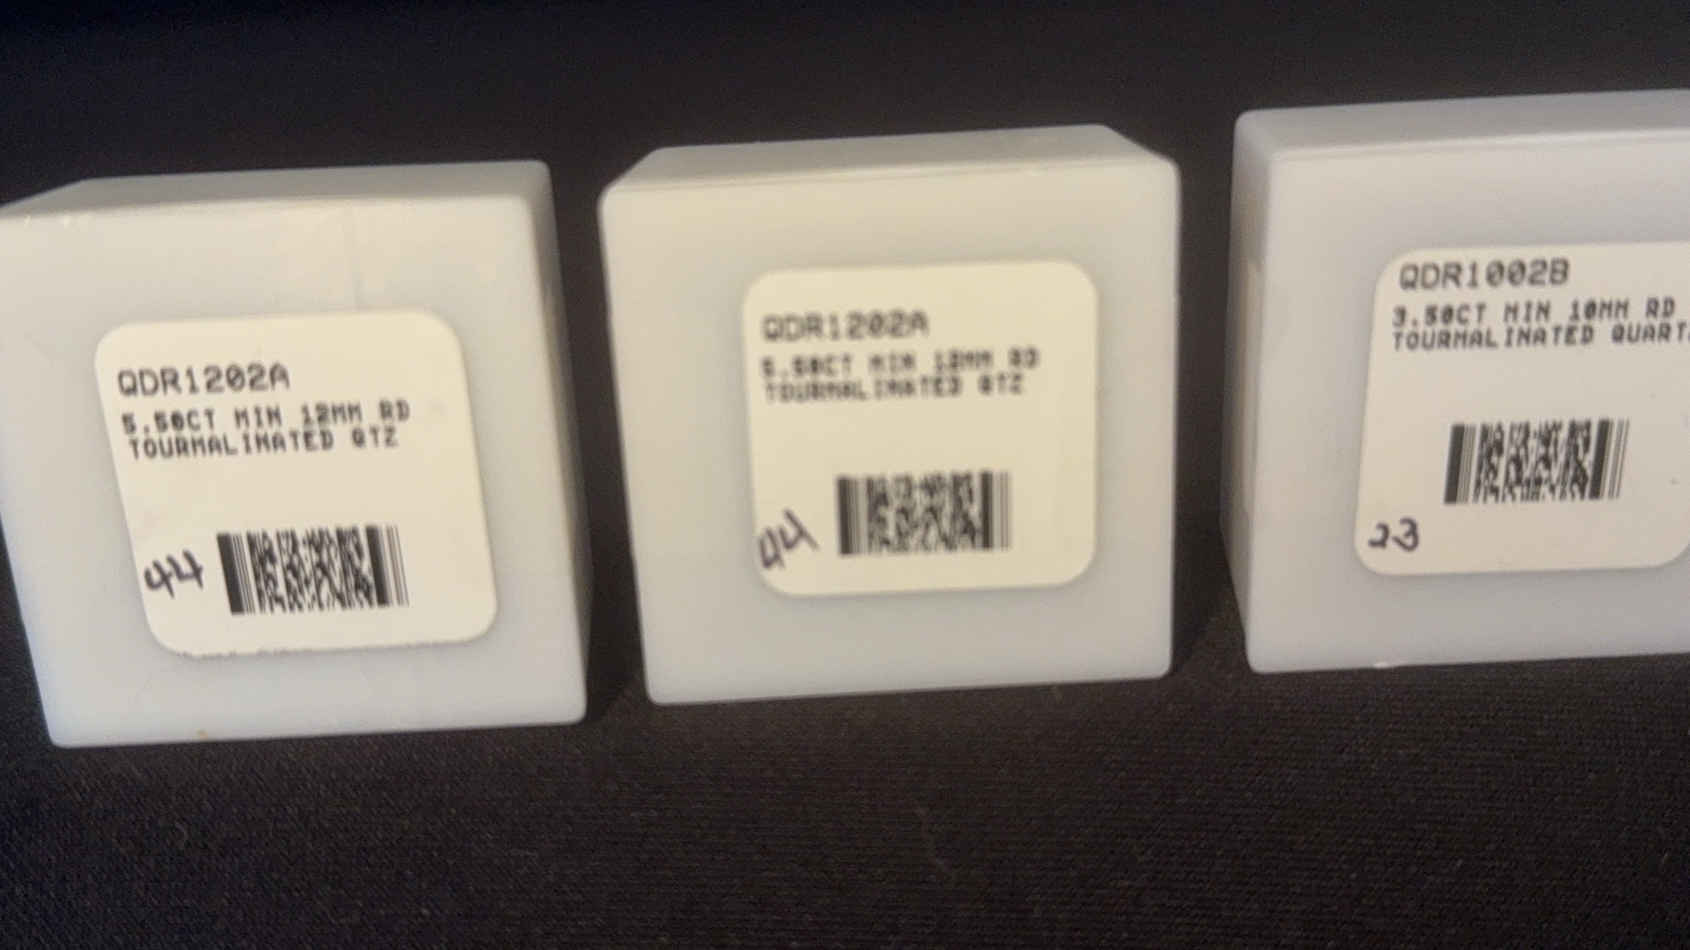 QDR1202A
5.50CT MIN 12MM RD
TOURMALINATED QTZ
44
QDR1202A
5.50CT MIN 12MM RD
TOURMALINATED QTZ
44
QDR1002B
3.50CT MIN 10MM RD
TOURMALINATED QUART
23